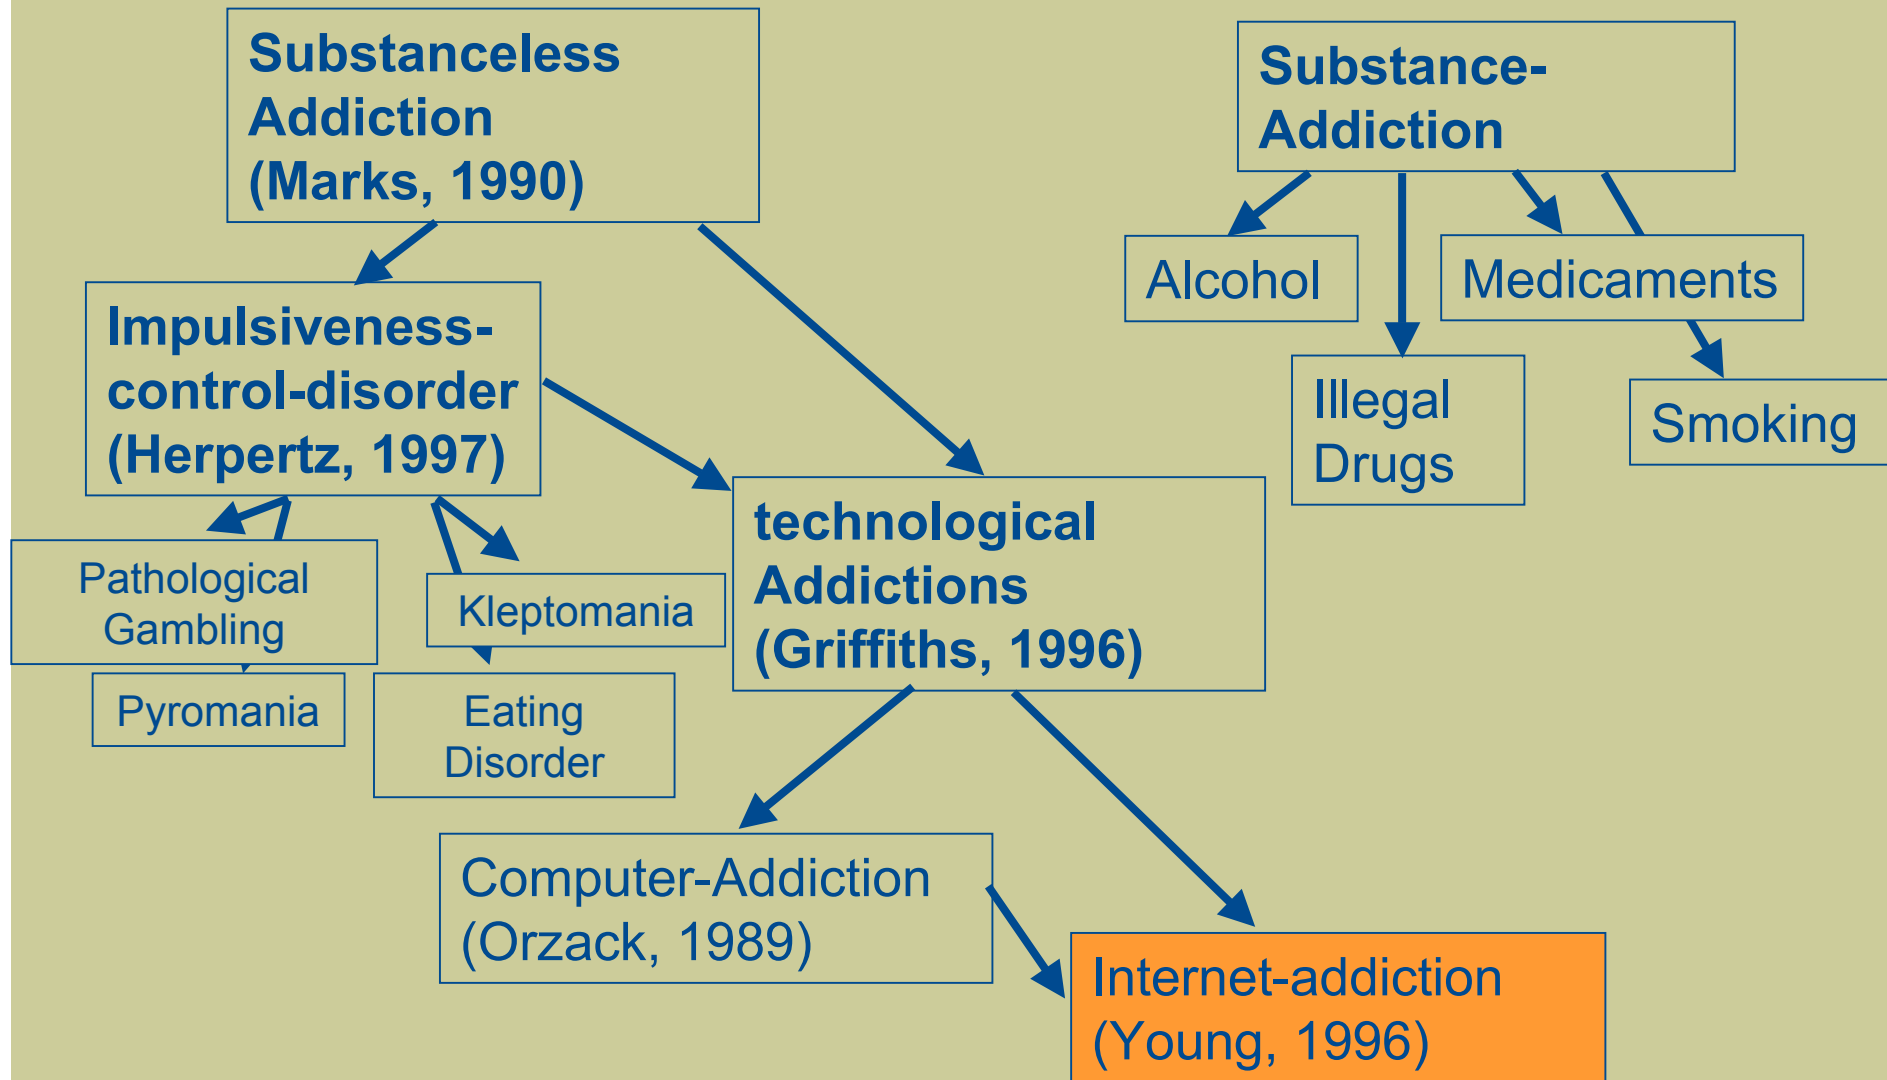 Substanceless
Addiction
(Marks, 1990)
Substance-
Addiction
Alcohol
Medicaments
Impulsiveness-
control-disorder
(Herpertz, 1997)
Illegal
Drugs
Smoking
technological
Addictions
(Griffiths, 1996)
Pathological
Gambling
Kleptomania
Pyromania
Eating
Disorder
Computer-Addiction
(Orzack, 1989)
Internet-addiction
(Young, 1996)